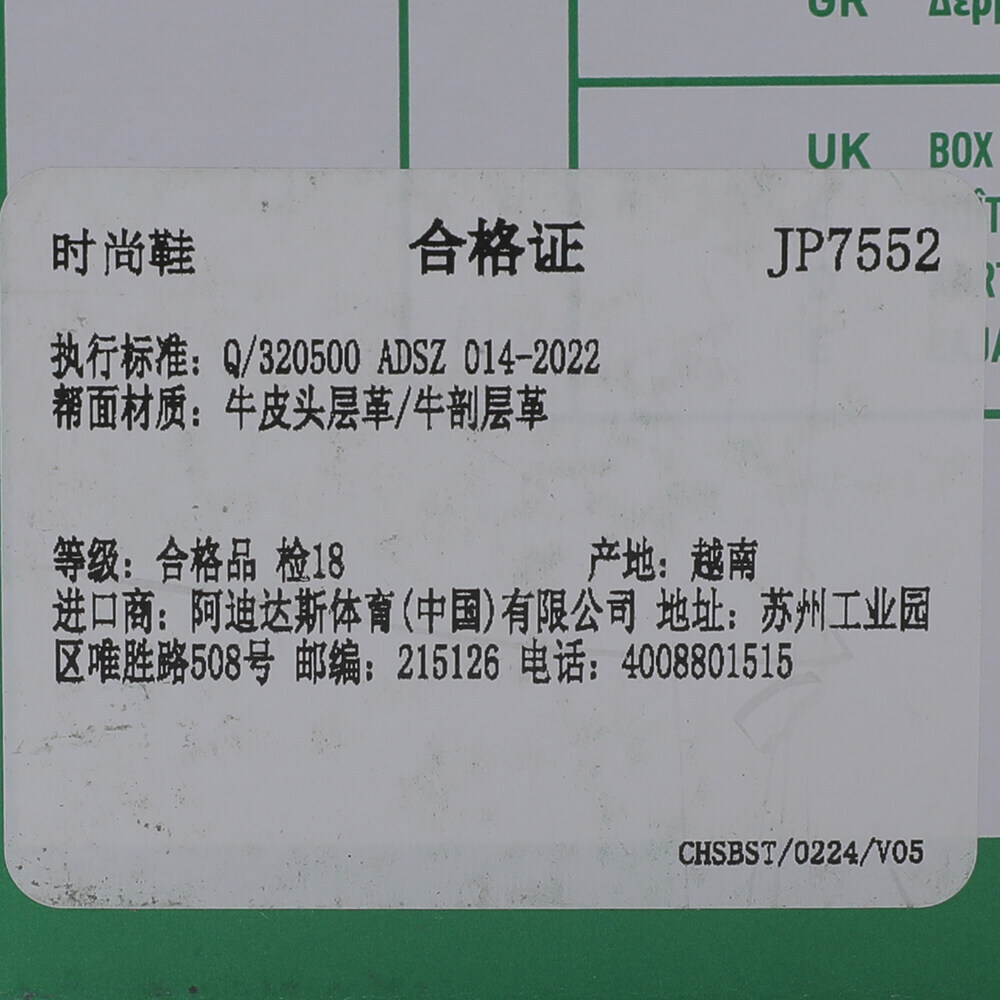 GR
UK BOX
时尚鞋 合格证 JP7552
执行标准：Q/320500 ADSZ 014-2022
帮面材质：牛皮头层革/牛剖层革
等级：合格品 检18 产地：越南
进口商：阿迪达斯体育(中国)有限公司 地址：苏州工业园
区唯胜路508号 邮编：215126 电话：4008801515
CHSBST/0224/V05